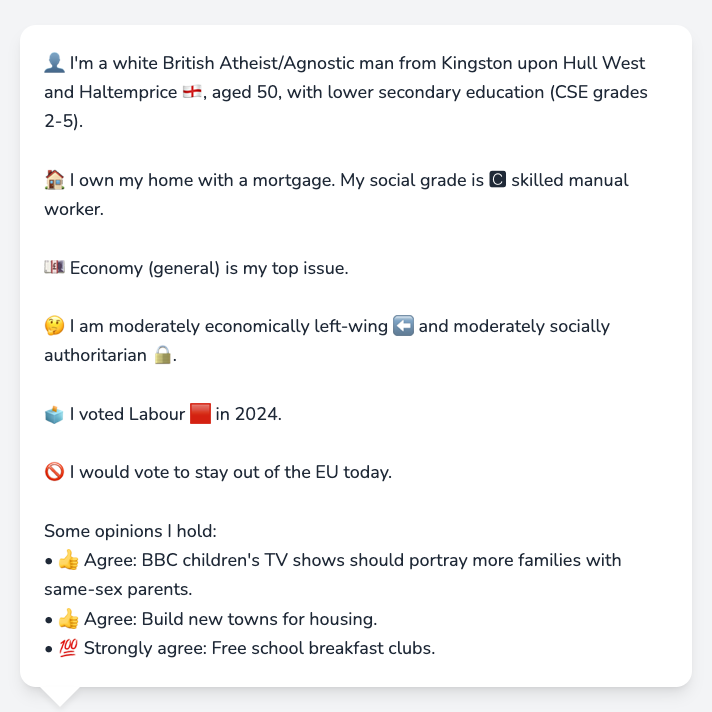 👤 I'm a white British Atheist/Agnostic man from Kingston upon Hull West
and Haltemprice 🏴󠁧󠁢󠁥󠁮󠁧󠁿, aged 50, with lower secondary education (CSE grades
2-5).
🏠 I own my home with a mortgage. My social grade is 🅲 skilled manual
worker.
💷 Economy (general) is my top issue.
🤔 I am moderately economically left-wing ⬅️ and moderately socially
authoritarian 🔒.
🗳️ I voted Labour 🟥 in 2024.
🚫 I would vote to stay out of the EU today.
Some opinions I hold:
• 👍 Agree: BBC children's TV shows should portray more families with
same-sex parents.
• 👍 Agree: Build new towns for housing.
• 💯 Strongly agree: Free school breakfast clubs.